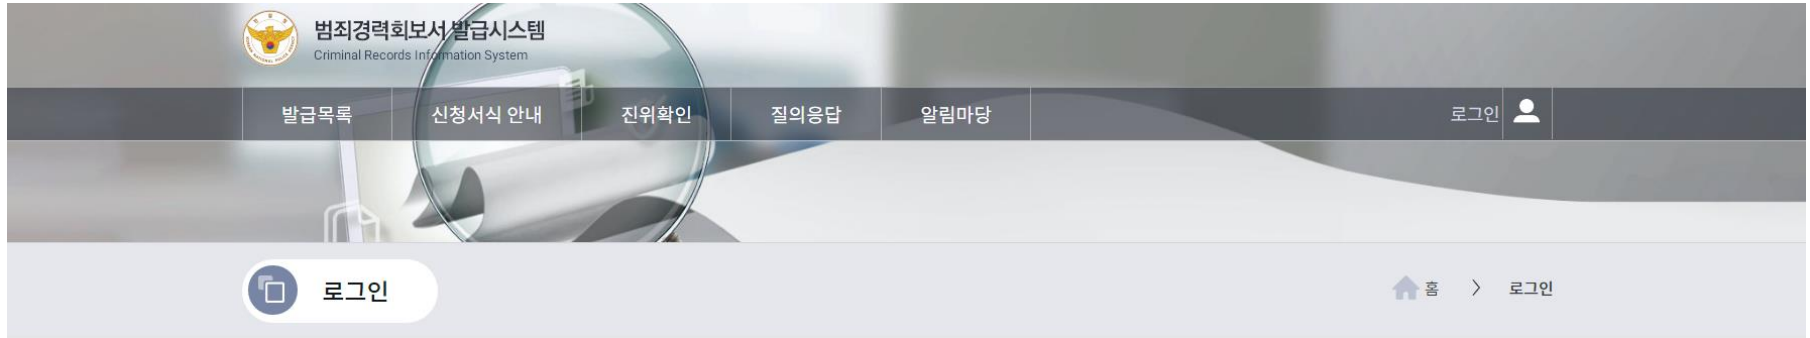 범죄경력회보서 발급시스템
Criminal Records Information System
발급목록 신청서식 안내 진위확인 질의응답 알림마당 로그인
로그인
홈 > 로그인